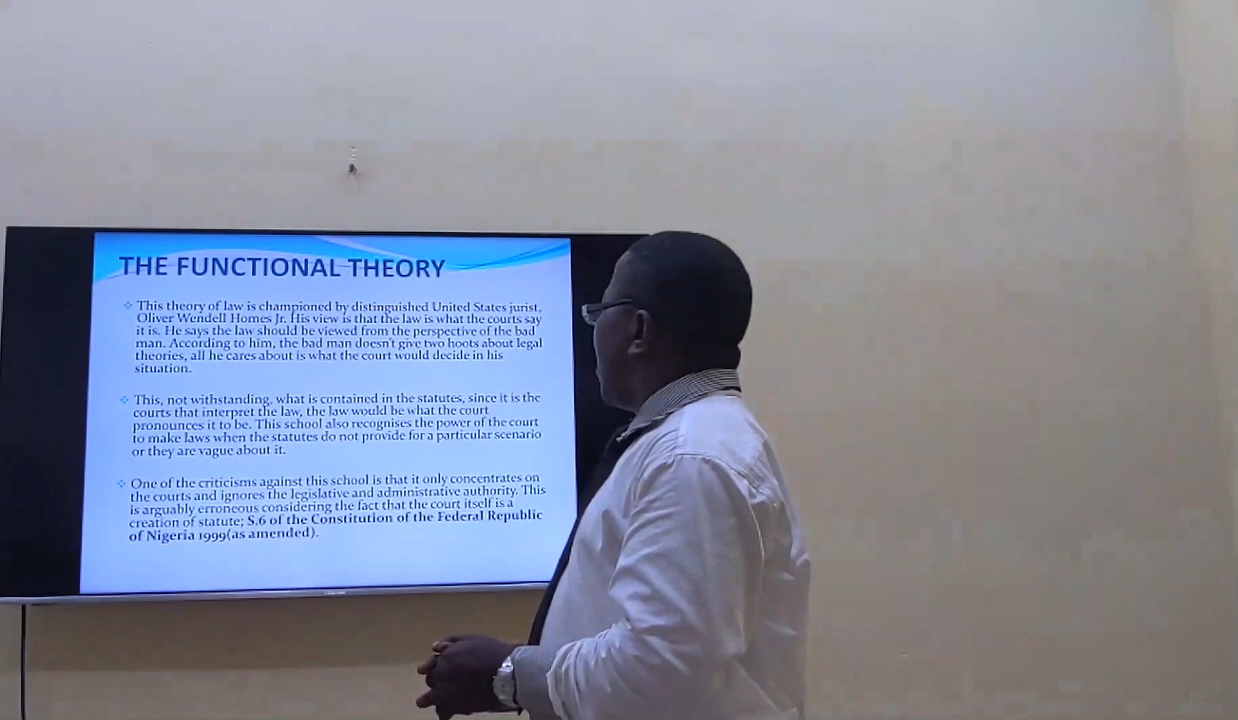 THE FUNCTIONAL THEORY
This theory of law is championed by distinguished United States jurist,
Oliver Wendell Homes Jr. His view is that the law is what the courts say
it is. He says the law should be viewed from the perspective of the bad
man. According to him, the bad man doesn't give two hoots about legal
theories, all he cares about is what the court would decide in his
situation.
This, not withstanding, what is contained in the statutes, since it is the
courts that interpret the law, the law would be what the court
pronounces it to be. This school also recognises the power of the court
to make laws when the statutes do not provide for a particular scenario
or they are vague about it.
One of the criticisms against this school is that it only concentrates on
the courts and ignores the legislative and administrative authority. This
is arguably erroneous considering the fact that the court itself is a
creation of statute; S.6 of the Constitution of the Federal Republic
of Nigeria 1999(as amended).